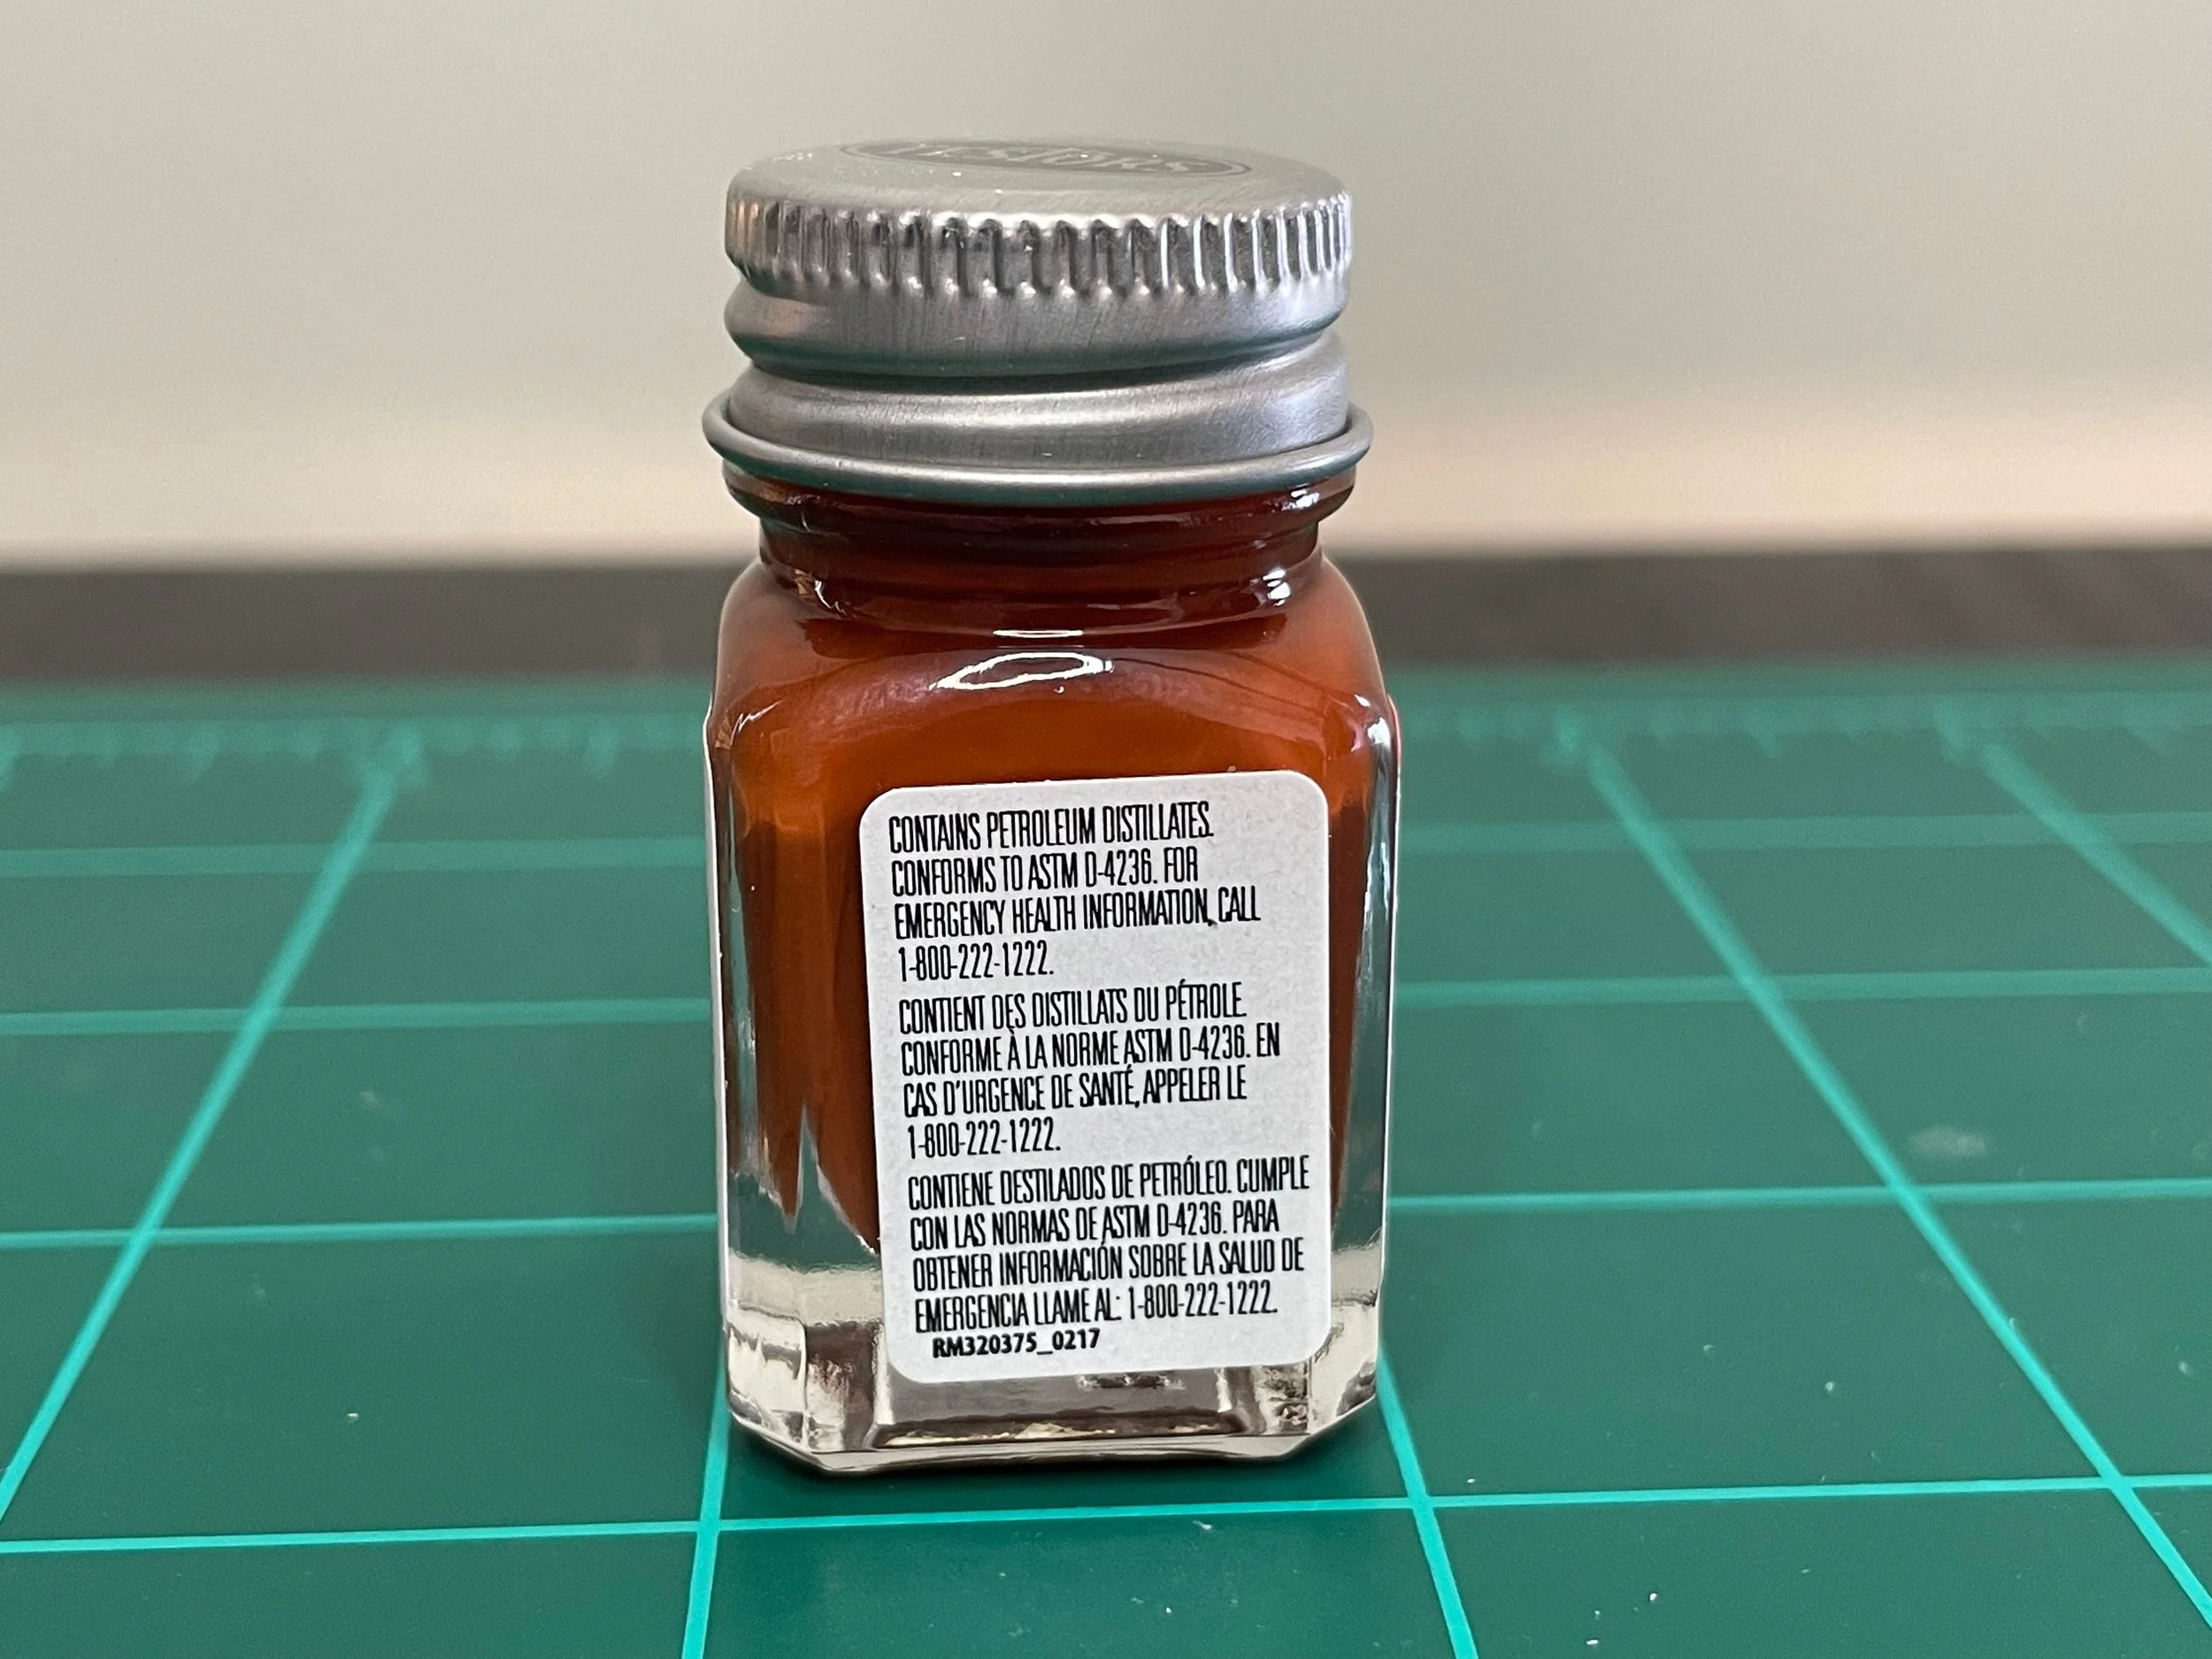 Testors
CONTAINS PETROLEUM DISTILLATES.
CONFORMS TO ASTM D-4236. FOR
EMERGENCY HEALTH INFORMATION, CALL
1-800-222-1222.
CONTIENT DES DISTILLATS DU PÉTROLE.
CONFORME À LA NORME ASTM D-4236. EN
CAS D'URGENCE DE SANTÉ, APPELER LE
1-800-222-1222.
CONTIENE DESTILADOS DE PETRÓLEO. CUMPLE
CON LAS NORMAS DE ASTM D-4236. PARA
OBTENER INFORMACIÓN SOBRE LA SALUD DE
EMERGENCIA LLAME AL: 1-800-222-1222.
RM320375_0217